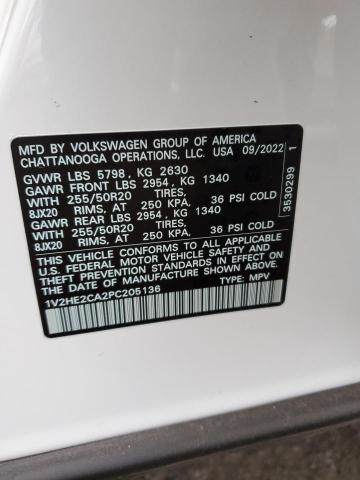 MFD BY VOLKSWAGEN GROUP OF AMERICA
CHATTANOOGA OPERATIONS, LLC. USA 09/2022
GVWR LBS 5798, KG 2630
GAWR FRONT LBS 2954, KG 1340
WITH 255/50R20 TIRES,
8JX20 RIMS, AT 250 KPA, 36 PSI COLD
GAWR REAR LBS 2954, KG 1340
WITH 255/50R20 TIRES,
8JX20 RIMS, AT 250 KPA, 36 PSI COLD
THIS VEHICLE CONFORMS TO ALL
APPLICABLE FEDERAL MOTOR VEHICLE
SAFETY STANDARDS, BUMPER, AND
THEFT PREVENTION STANDARDS IN EFFECT
ON THE DATE OF MANUFACTURE SHOWN ABOVE.
1V2HE2CA2PC205136 TYPE: MPV
3530299 1